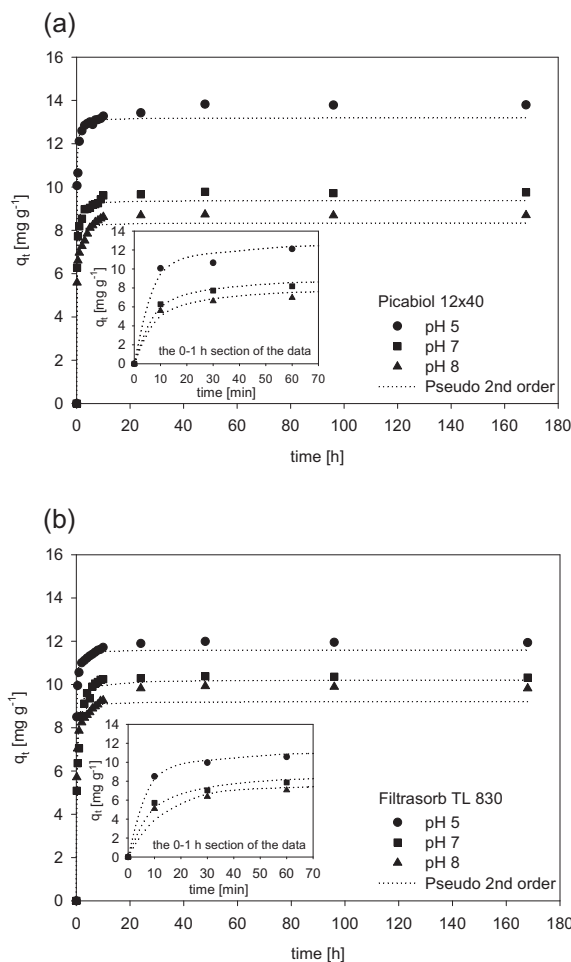 (a)
16
14
12
10
8
6
4
2
0
q_t [mg g⁻¹]
14
12
10
8
6
4
2
0
q_t [mg g⁻¹]
the 0-1 h section of the data
0 10 20 30 40 50 60 70
time [min]
Picabiol 12x40
pH 5
pH 7
pH 8
Pseudo 2nd order
0 20 40 60 80 100 120 140 160 180
time [h]
(b)
16
14
12
10
8
6
4
2
0
q_t [mg g⁻¹]
14
12
10
8
6
4
2
0
q_t [mg g⁻¹]
the 0-1 h section of the data
0 10 20 30 40 50 60 70
time [min]
Filtrasorb TL 830
pH 5
pH 7
pH 8
Pseudo 2nd order
0 20 40 60 80 100 120 140 160 180
time [h]